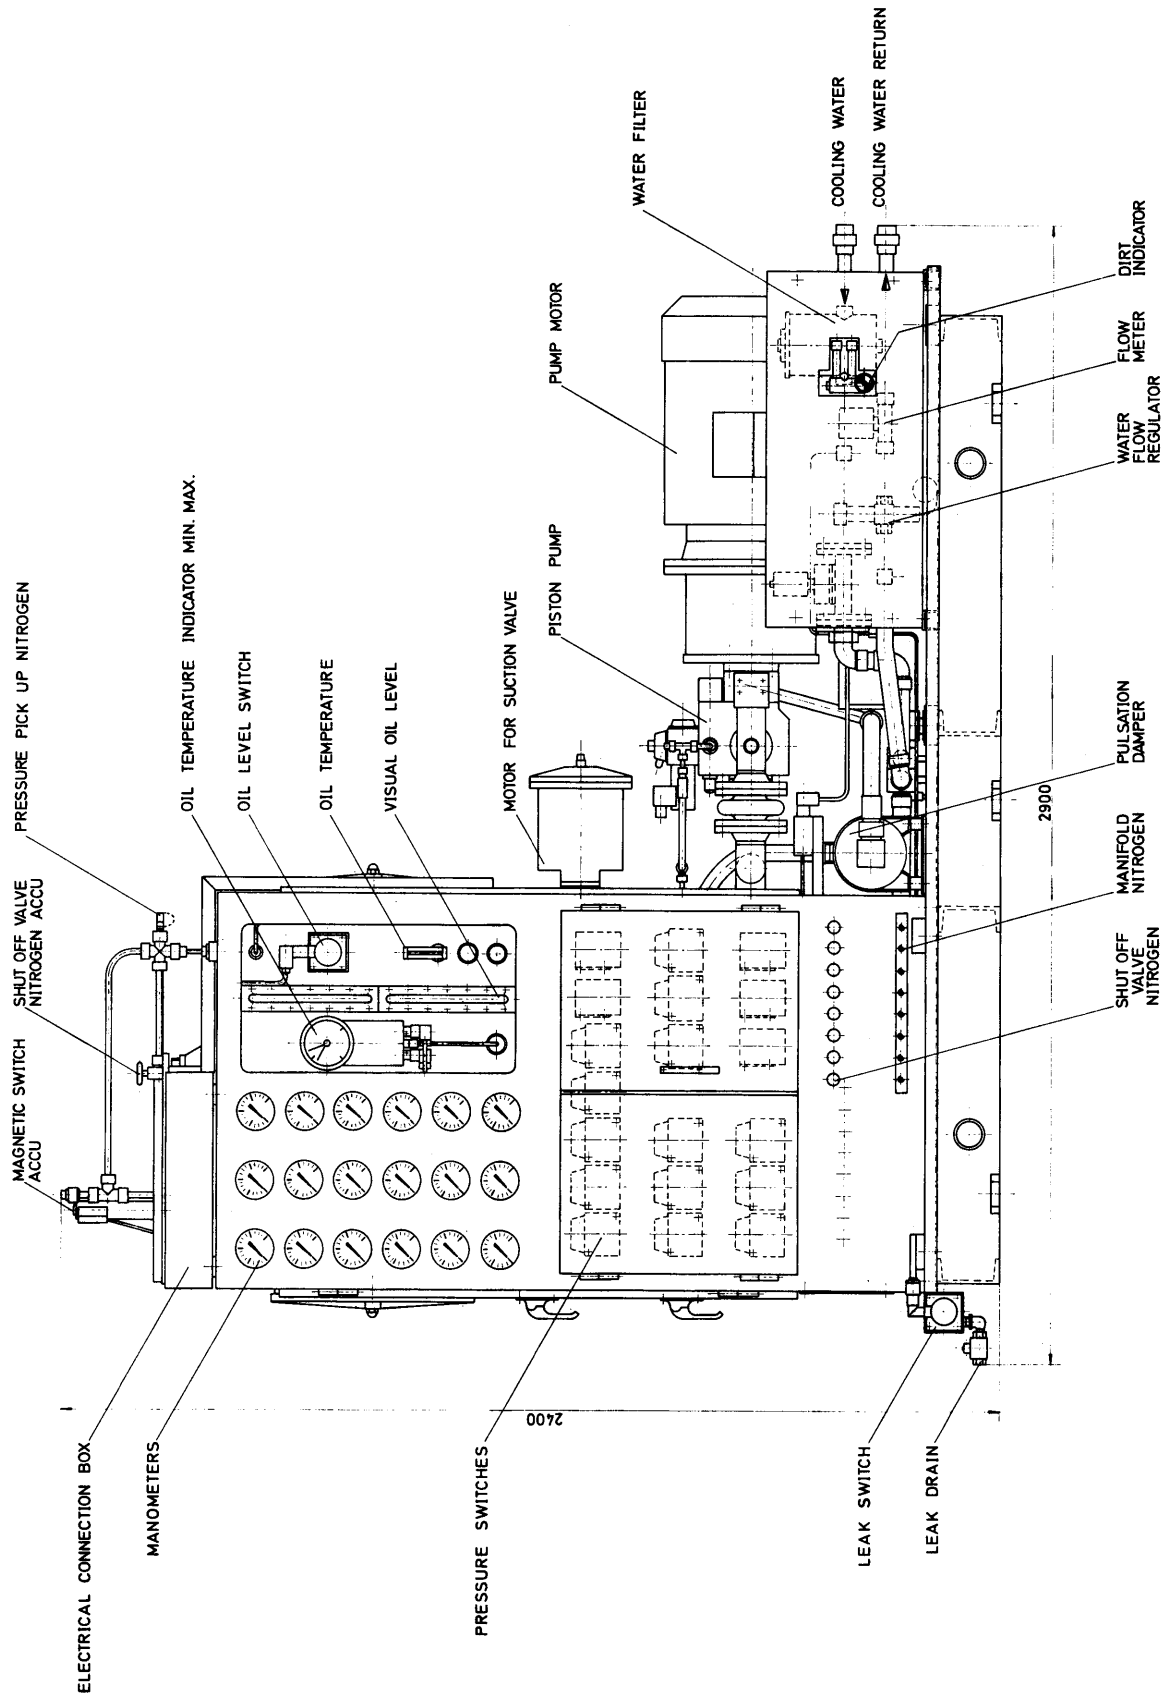 ELECTRICAL CONNECTION BOX
MANOMETERS
MAGNETIC SWITCH
ACCU
SHUT OFF VALVE
NITROGEN ACCU
PRESSURE PICK UP NITROGEN
OIL TEMPERATURE INDICATOR MIN. MAX.
OIL LEVEL SWITCH
OIL TEMPERATURE
VISUAL OIL LEVEL
MOTOR FOR SUCTION VALVE
PISTON PUMP
PUMP MOTOR
WATER FILTER
COOLING WATER
COOLING WATER RETURN
2400
PRESSURE SWITCHES
LEAK SWITCH
LEAK DRAIN
2900
SHUT OFF
VALVE
NITROGEN
MANIFOLD
NITROGEN
PULSATION
DAMPER
WATER
FLOW
REGULATOR
FLOW
METER
DIRT
INDICATOR